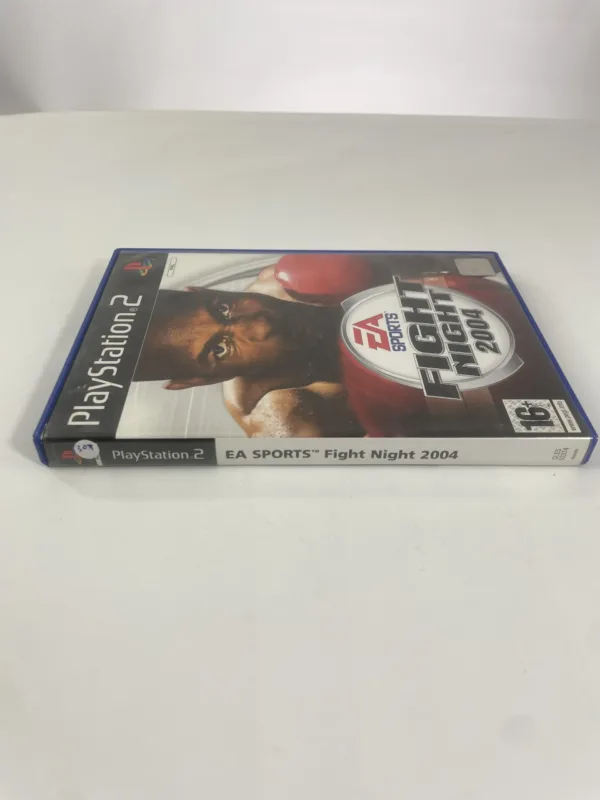 PlayStation 2
EA
SPORTS
FIGHT
NIGHT
2004
16+
PlayStation 2
EA SPORTS™ Fight Night 2004